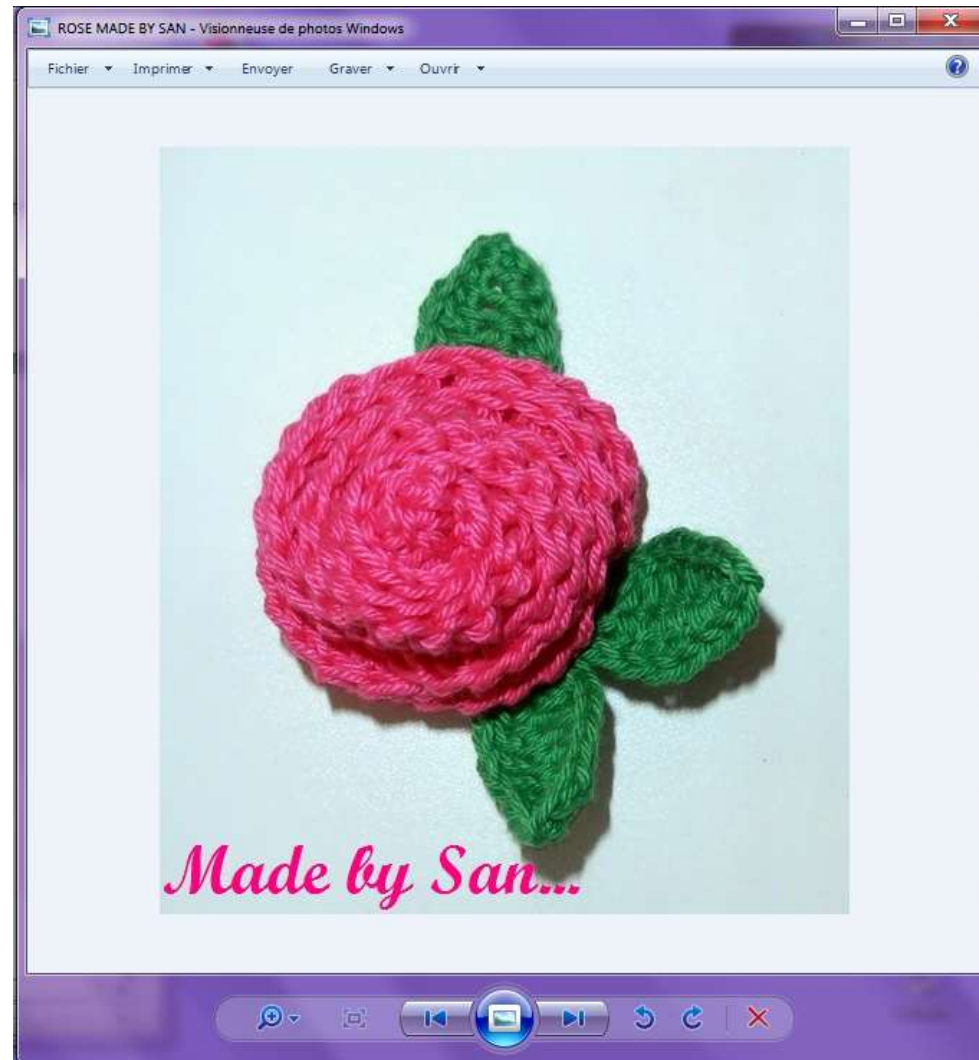 ROSE MADE BY SAN - Visionneuse de photos Windows
Fichier Imprimer Envoyer Graver Ouvrir
Made by San...